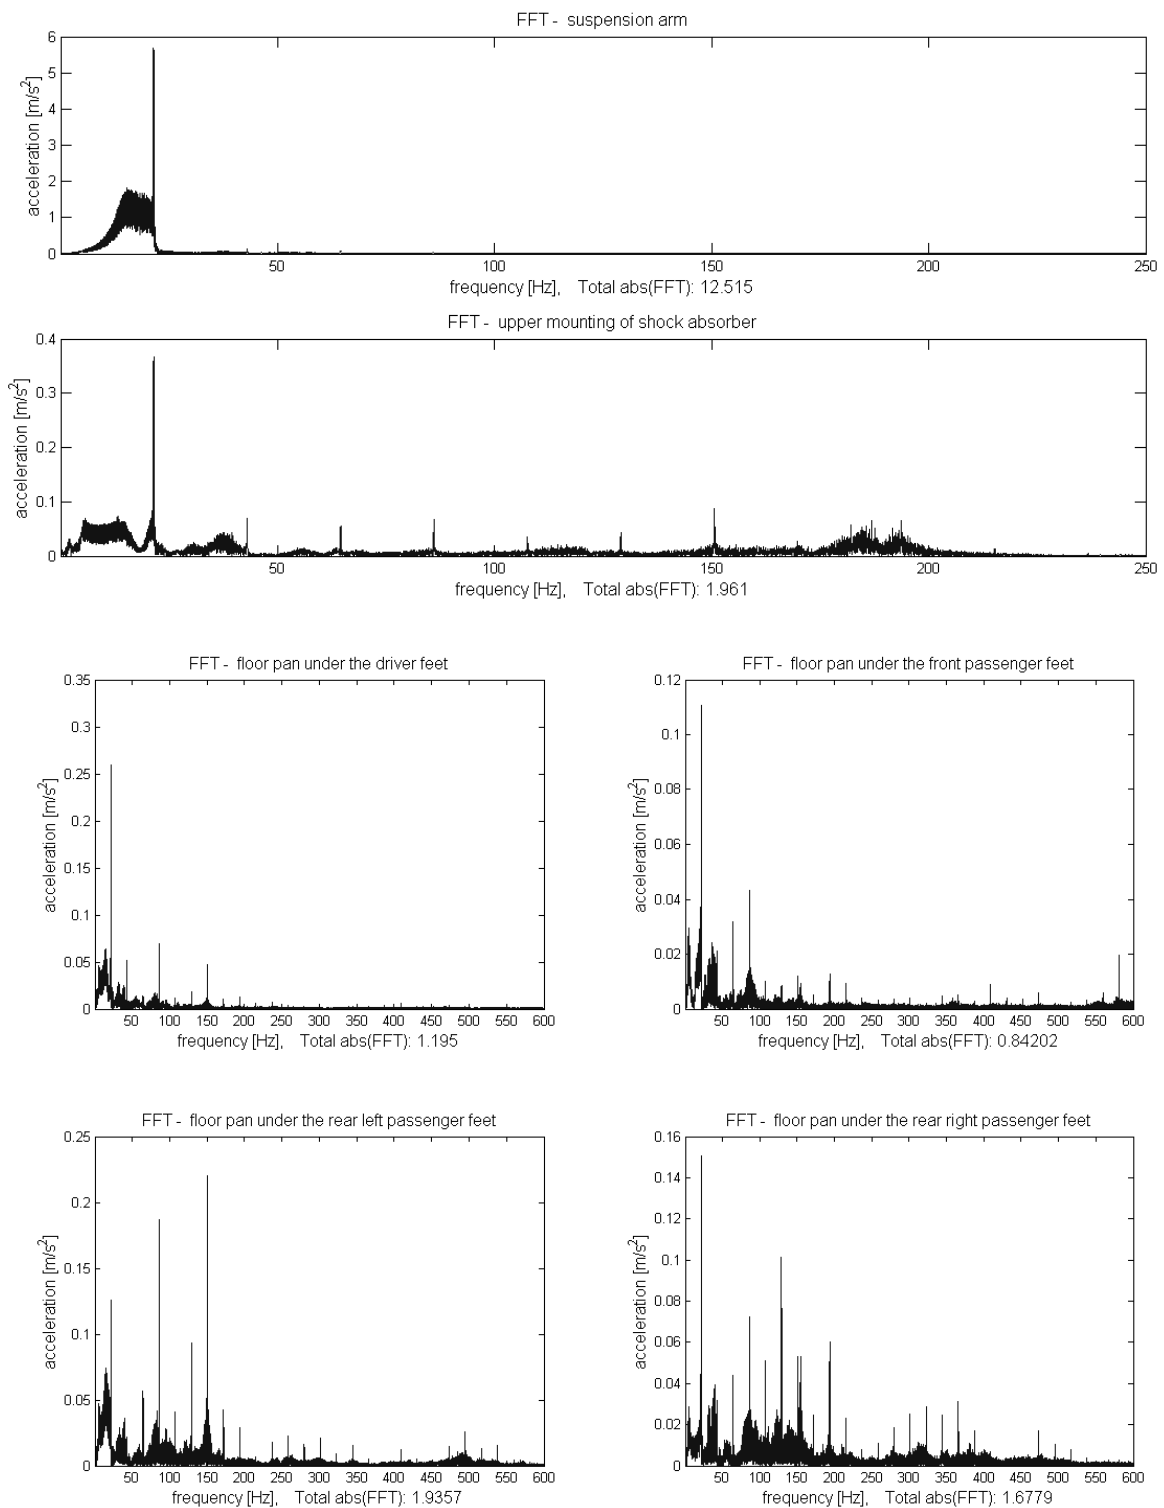 FFT - suspension arm
6
5
4
3
2
1
0
acceleration [m/s²]
50 100 150 200 250
frequency [Hz], Total abs(FFT): 12.515
FFT - upper mounting of shock absorber
0.4
0.3
0.2
0.1
0
acceleration [m/s²]
50 100 150 200 250
frequency [Hz], Total abs(FFT): 1.961
FFT - floor pan under the driver feet
0.35
0.3
0.25
0.2
0.15
0.1
0.05
0
acceleration [m/s²]
50 100 150 200 250 300 350 400 450 500 550 600
frequency [Hz], Total abs(FFT): 1.195
FFT - floor pan under the front passenger feet
0.12
0.1
0.08
0.06
0.04
0.02
0
acceleration [m/s²]
50 100 150 200 250 300 350 400 450 500 550 600
frequency [Hz], Total abs(FFT): 0.84202
FFT - floor pan under the rear left passenger feet
0.25
0.2
0.15
0.1
0.05
0
acceleration [m/s²]
50 100 150 200 250 300 350 400 450 500 550 600
frequency [Hz], Total abs(FFT): 1.9357
FFT - floor pan under the rear right passenger feet
0.16
0.14
0.12
0.1
0.08
0.06
0.04
0.02
0
acceleration [m/s²]
50 100 150 200 250 300 350 400 450 500 550 600
frequency [Hz], Total abs(FFT): 1.6779